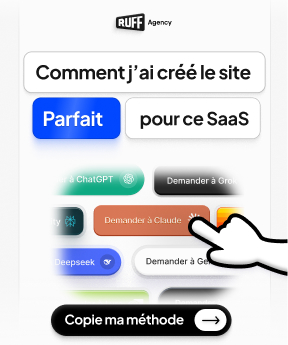 RUFF Agency
Comment j'ai créé le site
Parfait pour ce SaaS
à ChatGPT Demander à Grok
Demander à Claude
Deepseek Demander à Ge
Copie ma méthode